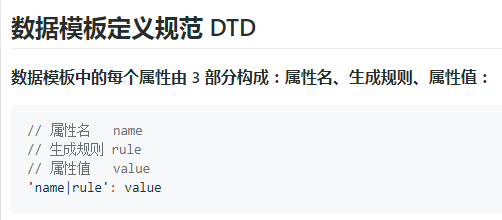 数据模板定义规范 DTD
数据模板中的每个属性由 3 部分构成：属性名、生成规则、属性值：
// 属性名   name
// 生成规则 rule
// 属性值   value
'name|rule': value